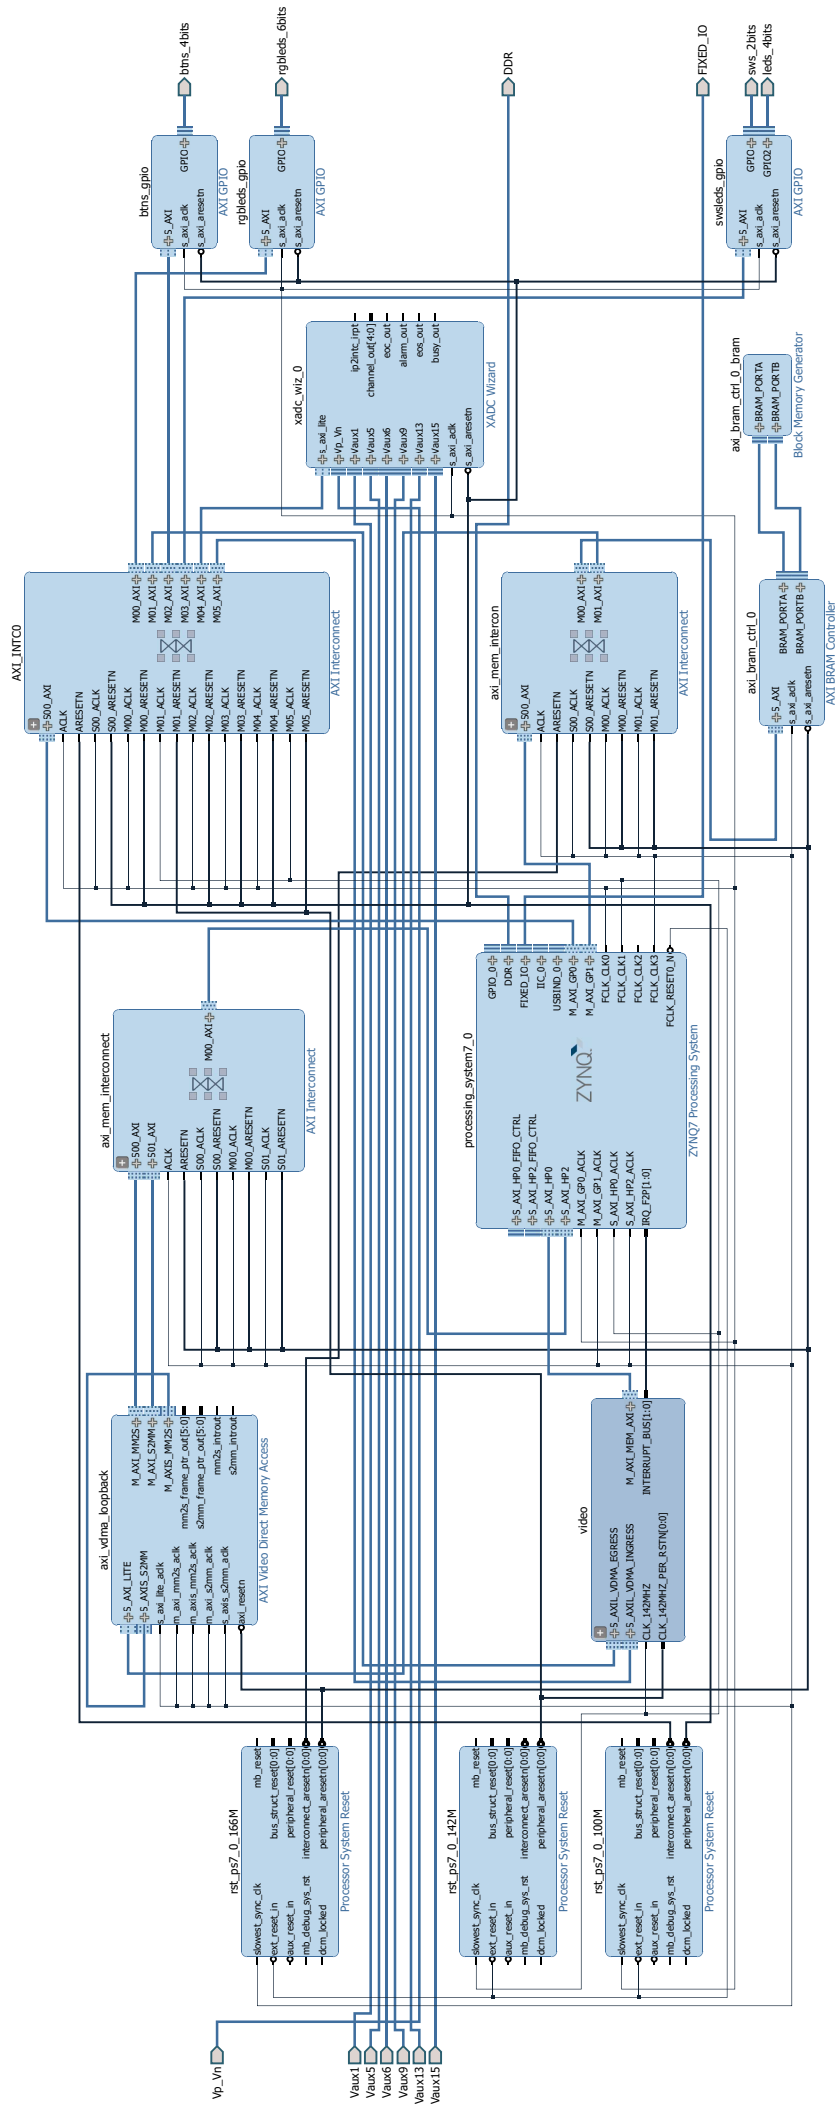 Vp_Vn
Vaux1
Vaux5
Vaux6
Vaux9
Vaux13
Vaux15
rst_ps7_0_166M
slowest_sync_clk
ext_reset_in
aux_reset_in
mb_debug_sys_rst
dcm_locked
mb_reset
bus_struct_reset[0:0]
peripheral_reset[0:0]
interconnect_aresetn[0:0]
peripheral_aresetn[0:0]
Processor System Reset
rst_ps7_0_142M
slowest_sync_clk
ext_reset_in
aux_reset_in
mb_debug_sys_rst
dcm_locked
mb_reset
bus_struct_reset[0:0]
peripheral_reset[0:0]
interconnect_aresetn[0:0]
peripheral_aresetn[0:0]
Processor System Reset
rst_ps7_0_100M
slowest_sync_clk
ext_reset_in
aux_reset_in
mb_debug_sys_rst
dcm_locked
mb_reset
bus_struct_reset[0:0]
peripheral_reset[0:0]
interconnect_aresetn[0:0]
peripheral_aresetn[0:0]
Processor System Reset
axi_vdma_loopback
S_AXI_LITE
S_AXIS_S2MM
s_axi_lite_aclk
m_axi_mm2s_aclk
m_axis_mm2s_aclk
m_axi_s2mm_aclk
s_axis_s2mm_aclk
axi_resetn
M_AXI_MM2S
M_AXI_S2MM
M_AXIS_MM2S
mm2s_frame_ptr_out[5:0]
s2mm_frame_ptr_out[5:0]
mm2s_introut
s2mm_introut
AXI Video Direct Memory Access
video
S_AXIL_VDMA_EGRESS
S_AXIL_VDMA_INGRESS
CLK_142MHZ
CLK_142MHZ_PER_RSTN[0:0]
M_AXI_MEM_AXI
INTERRUPT_BUS[1:0]
axi_mem_interconnect
S00_AXI
S01_AXI
ACLK
ARESETN
S00_ACLK
S00_ARESETN
M00_ACLK
M00_ARESETN
S01_ACLK
S01_ARESETN
M00_AXI
AXI Interconnect
processing_system7_0
S_AXI_HP0_FIFO_CTRL
S_AXI_HP2_FIFO_CTRL
S_AXI_HP0
S_AXI_HP2
M_AXI_GP0_ACLK
M_AXI_GP1_ACLK
S_AXI_HP0_ACLK
S_AXI_HP2_ACLK
IRQ_F2P[1:0]
ZYNQ.
GPIO_0
DDR
FIXED_IO
IIC_0
USBIND_0
M_AXI_GP0
M_AXI_GP1
FCLK_CLK0
FCLK_CLK1
FCLK_CLK2
FCLK_CLK3
FCLK_RESET0_N
ZYNQ7 Processing System
AXI_INTC0
S00_AXI
ACLK
ARESETN
S00_ACLK
S00_ARESETN
M00_ACLK
M00_ARESETN
M01_ACLK
M01_ARESETN
M02_ACLK
M02_ARESETN
M03_ACLK
M03_ARESETN
M04_ACLK
M04_ARESETN
M05_ACLK
M05_ARESETN
M00_AXI
M01_AXI
M02_AXI
M03_AXI
M04_AXI
M05_AXI
AXI Interconnect
axi_mem_intercon
S00_AXI
ACLK
ARESETN
S00_ACLK
S00_ARESETN
M00_ACLK
M00_ARESETN
M01_ACLK
M01_ARESETN
M00_AXI
M01_AXI
AXI Interconnect
axi_bram_ctrl_0
S_AXI
s_axi_aclk
s_axi_aresetn
BRAM_PORTA
BRAM_PORTB
AXI BRAM Controller
xadc_wiz_0
s_axi_lite
Vp_Vn
Vaux1
Vaux5
Vaux6
Vaux9
Vaux13
Vaux15
s_axi_aclk
s_axi_aresetn
ip2intc_irpt
channel_out[4:0]
eoc_out
alarm_out
eos_out
busy_out
XADC Wizard
axi_bram_ctrl_0_bram
BRAM_PORTA
BRAM_PORTB
Block Memory Generator
btns_gpio
S_AXI
s_axi_aclk
s_axi_aresetn
GPIO
AXI GPIO
rgbleds_gpio
S_AXI
s_axi_aclk
s_axi_aresetn
GPIO
AXI GPIO
swsleds_gpio
S_AXI
s_axi_aclk
s_axi_aresetn
GPIO
GPIO2
AXI GPIO
btns_4bits
rgbleds_6bits
DDR
FIXED_IO
sws_2bits
leds_4bits